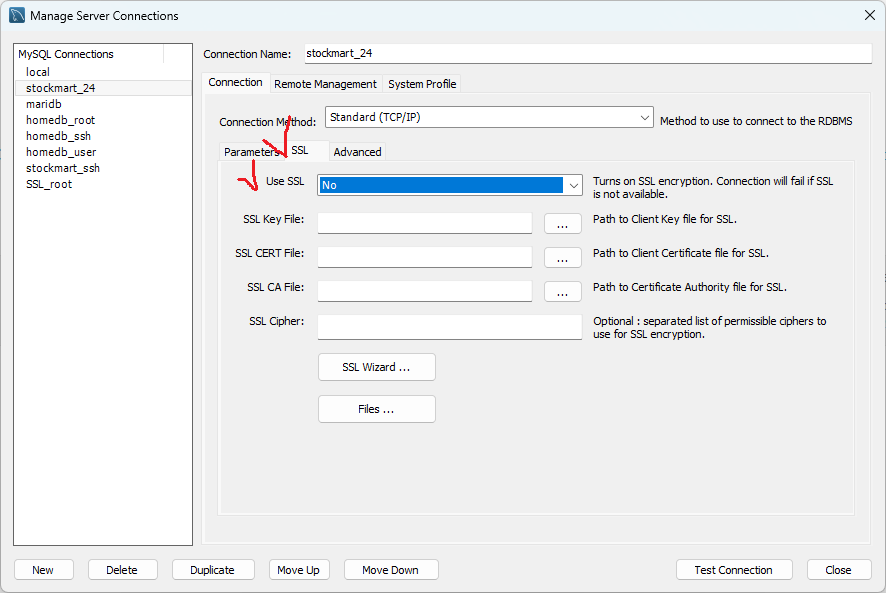 Manage Server Connections
MySQL Connections
local
stockmart_24
maridb
homedb_root
homedb_ssh
homedb_user
stockmart_ssh
SSL_root
Connection Name: stockmart_24
Connection Remote Management System Profile
Connection Method: Standard (TCP/IP) Method to use to connect to the RDBMS
Parameters SSL Advanced
Use SSL No Turns on SSL encryption. Connection will fail if SSL
is not available.
SSL Key File: ... Path to Client Key file for SSL.
SSL CERT File: ... Path to Client Certificate file for SSL.
SSL CA File: ... Path to Certificate Authority file for SSL.
SSL Cipher: Optional : separated list of permissible ciphers to
use for SSL encryption.
SSL Wizard ...
Files ...
New Delete Duplicate Move Up Move Down Test Connection Close